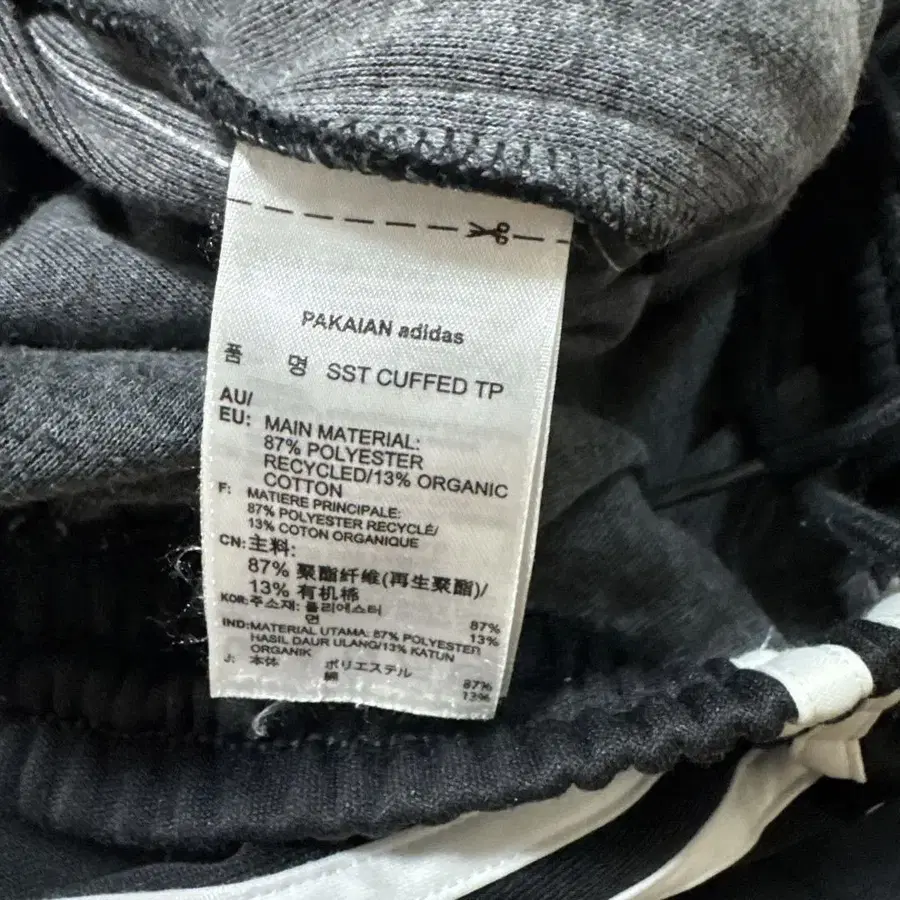 PAKAIAN adidas
품 명 SST CUFFED TP
AU/
EU: MAIN MATERIAL:
87% POLYESTER
RECYCLED/13% ORGANIC
COTTON
F: MATIERE PRINCIPALE:
87% POLYESTER RECYCLÉ/
13% COTON ORGANIQUE
CN:主料:
87% 聚酯纤维(再生聚酯)/
13% 有机棉
KOR:주소재: 폴리에스터 87%
면 13%
IND:MATERIAL UTAMA: 87% POLYESTER
HASIL DAUR ULANG/13% KATUN
ORGANIK
J: 本体 ポリエステル 87%
綿 13%